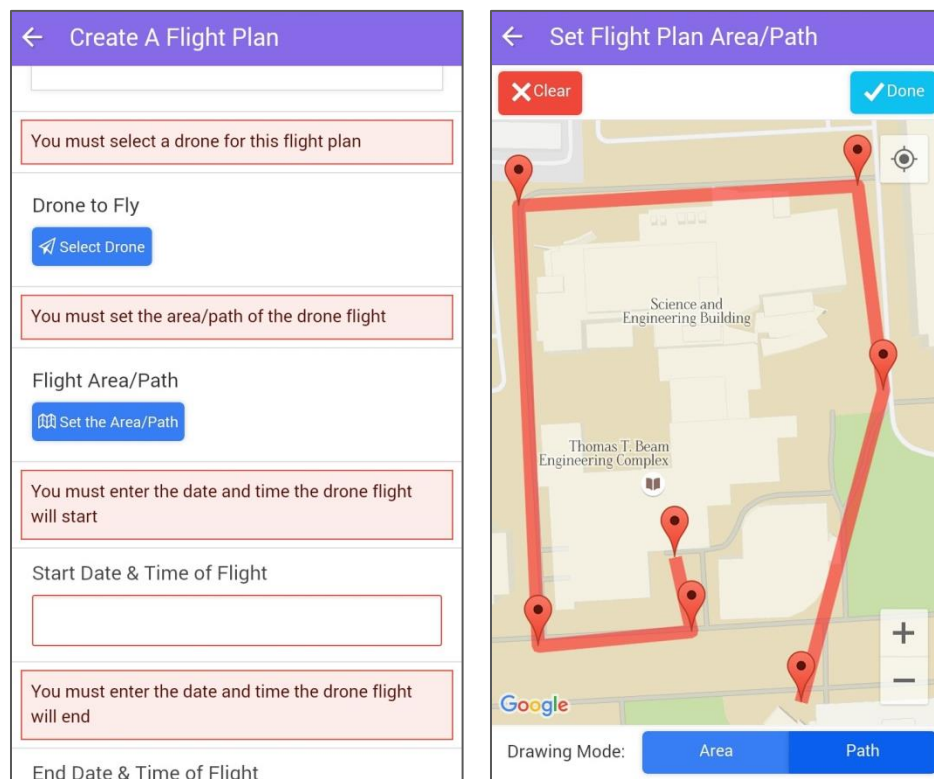 Create A Flight Plan
You must select a drone for this flight plan
Drone to Fly
Select Drone
You must set the area/path of the drone flight
Flight Area/Path
Set the Area/Path
You must enter the date and time the drone flight
will start
Start Date & Time of Flight
You must enter the date and time the drone flight
will end
End Date & Time of Flight
Set Flight Plan Area/Path
Clear
Done
Science and
Engineering Building
Thomas T. Beam
Engineering Complex
Google
Drawing Mode:
Area
Path